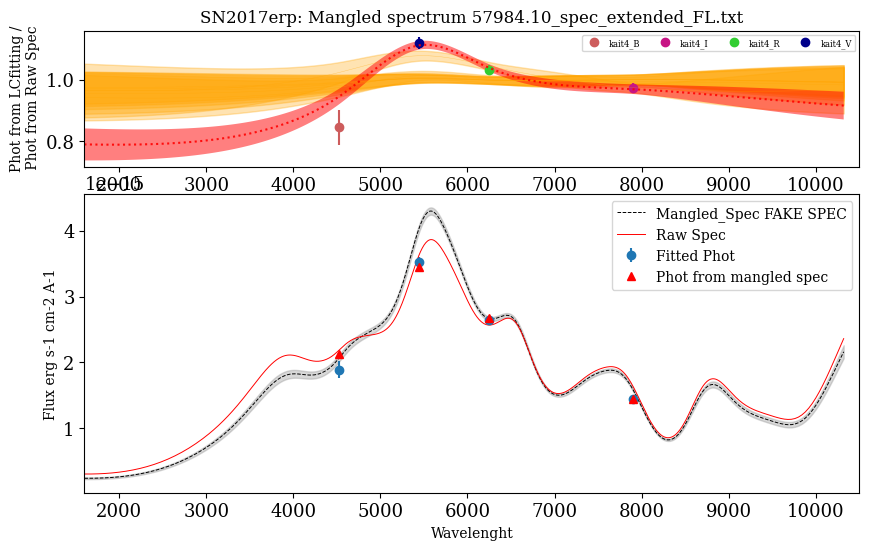 SN2017erp: Mangled spectrum 57984.10_spec_extended_FL.txt
Phot from LCfitting /
Phot from Raw Spec
1.0
0.8
kait4_B kait4_I kait4_R kait4_V
2000 3000 4000 5000 6000 7000 8000 9000 10000
1e−15
Flux erg s-1 cm-2 A-1
4
3
2
1
Mangled_Spec FAKE SPEC
Raw Spec
Fitted Phot
Phot from mangled spec
2000 3000 4000 5000 6000 7000 8000 9000 10000
Wavelenght